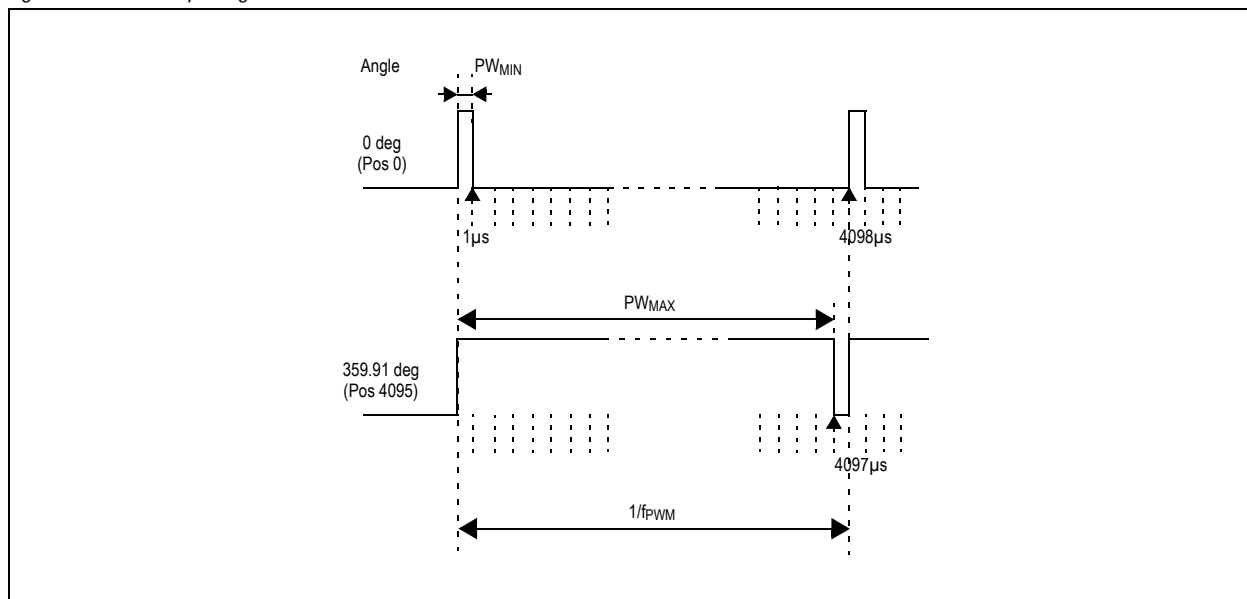 Angle PWMIN
0 deg
(Pos 0)
1µs 4098µs
PWMAX
359.91 deg
(Pos 4095)
4097µs
1/fPWM